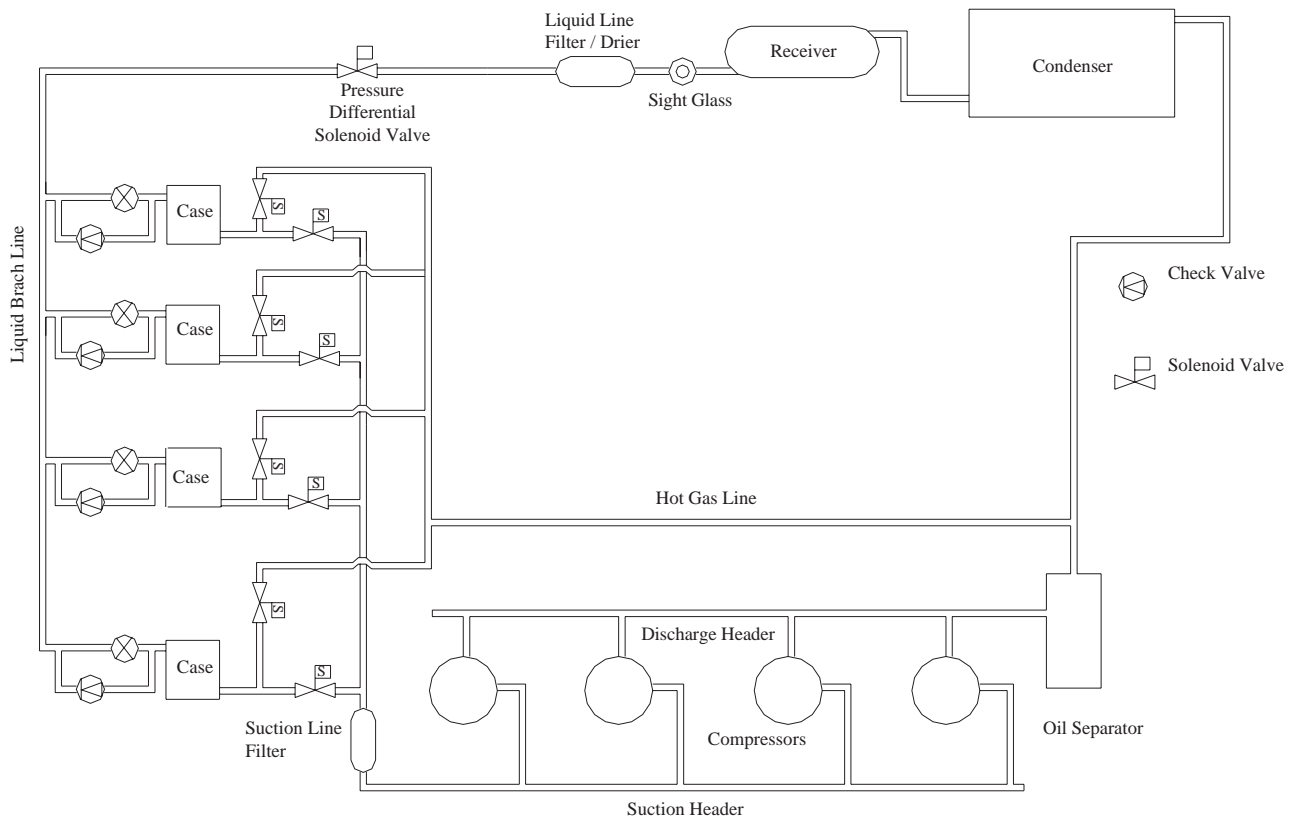 Liquid Line
Filter / Drier
Receiver
Condenser
Sight Glass
Pressure
Differential
Solenoid Valve
Liquid Brach Line
Case
S
S
Case
S
S
Case
S
S
Case
S
S
Check Valve
Solenoid Valve
Hot Gas Line
Discharge Header
Compressors
Oil Separator
Suction Line
Filter
Suction Header